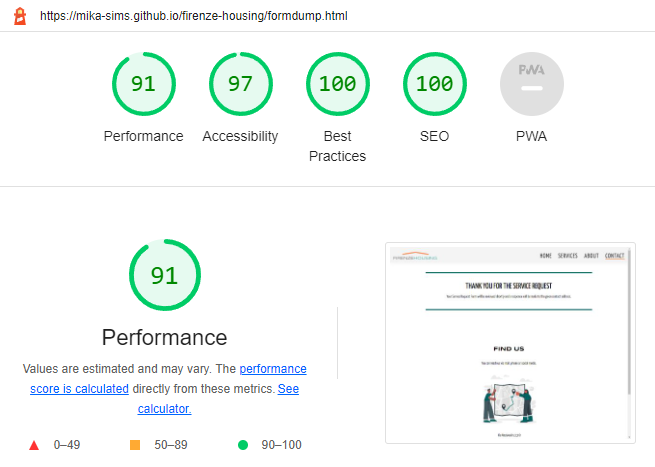 https://mika-sims.github.io/firenze-housing/formdump.html
91
97
100
100
PWA
Performance
Accessibility
Best
Practices
SEO
PWA
91
Performance
Values are estimated and may vary. The performance
score is calculated directly from these metrics. See
calculator.
0–49
50–89
90–100
FIRENZE HOUSING
HOME SERVICES ABOUT CONTACT
THANK YOU FOR THE SERVICE REQUEST
FIND US